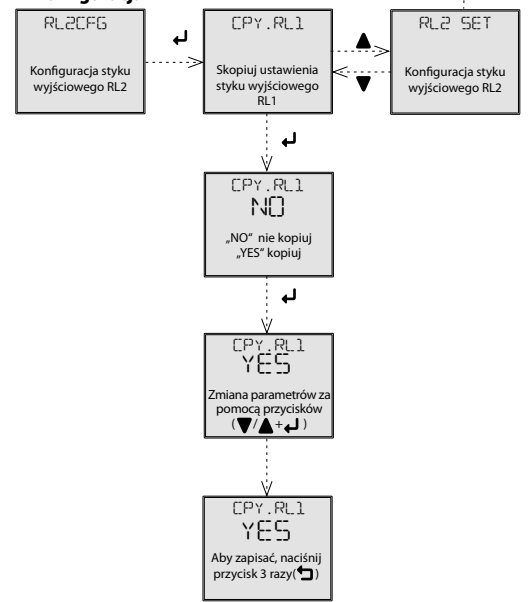 RL2CFG
Konfiguracja styku
wyjściowego RL2
CPY.RL1
Skopiuj ustawienia
styku wyjściowego
RL1
RL2 SET
Konfiguracja styku
wyjściowego RL2
CPY.RL1
NO
„NO“ nie kopiuj
„YES“ kopiuj
CPY.RL1
YES
Zmiana parametrów za
pomocą przycisków
(▼/▲+↵)
CPY.RL1
YES
Aby zapisać, naciśnij
przycisk 3 razy(⮌)